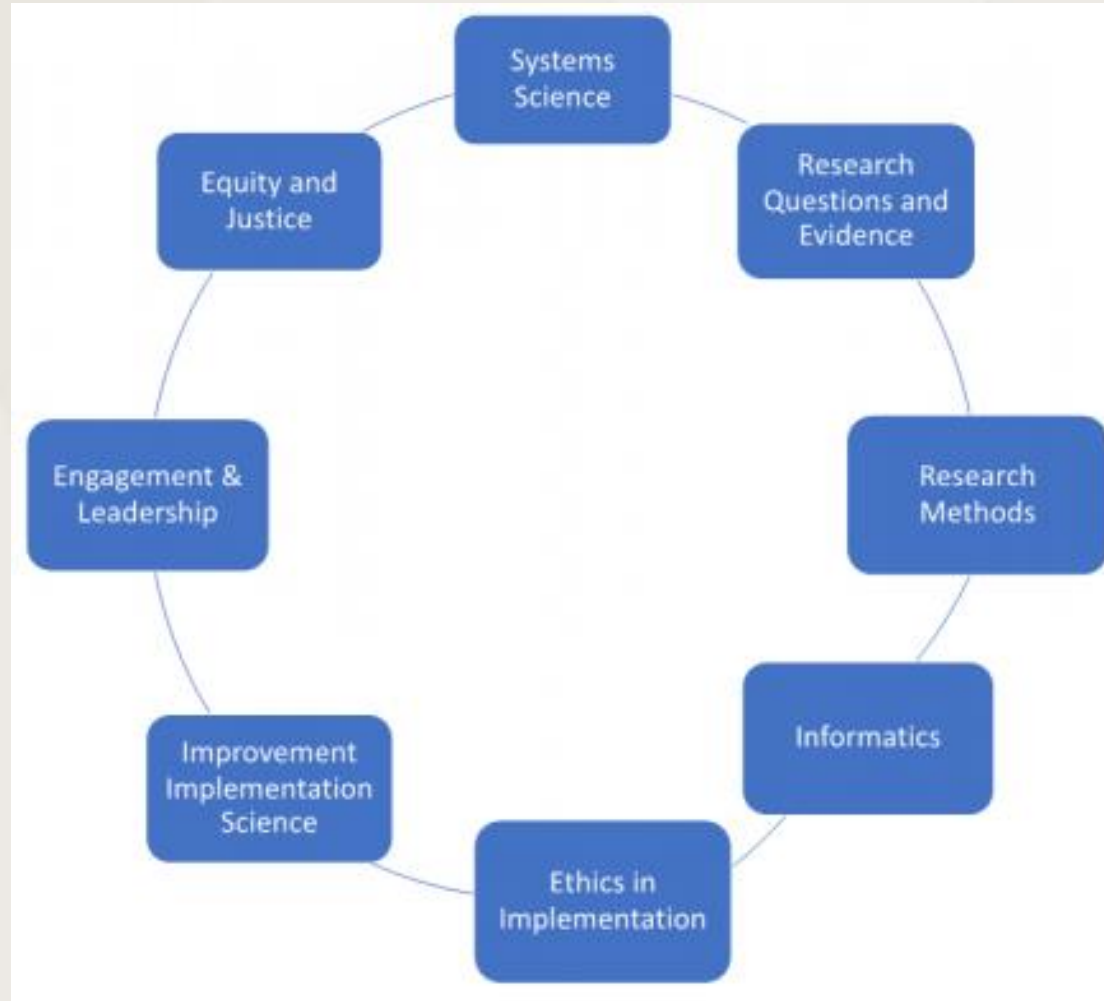 Systems
Science
Research
Questions and
Evidence
Research
Methods
Informatics
Ethics in
Implementation
Improvement
Implementation
Science
Engagement &
Leadership
Equity and
Justice